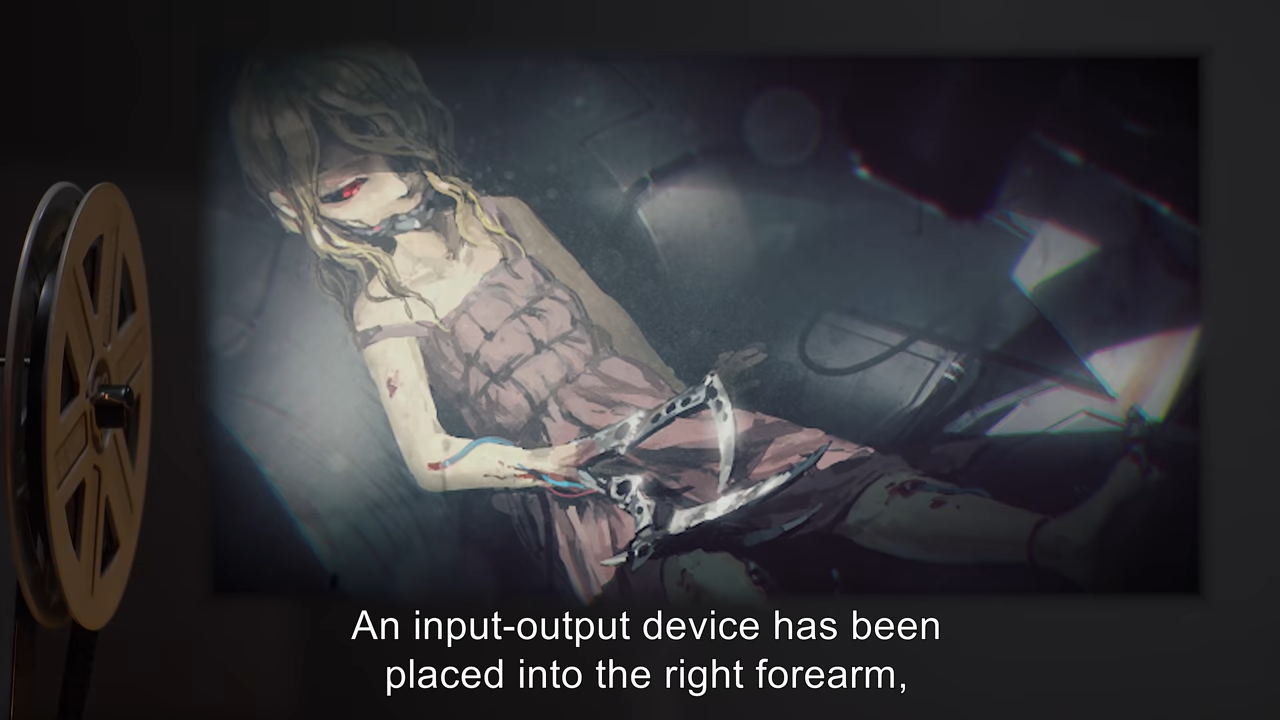 An input-output device has been
placed into the right forearm,